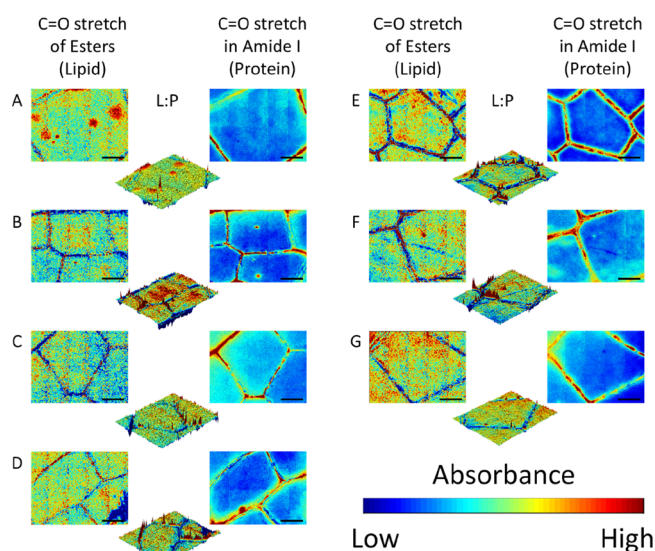 C=O stretch
of Esters
(Lipid)
C=O stretch
in Amide I
(Protein)
C=O stretch
of Esters
(Lipid)
C=O stretch
in Amide I
(Protein)
A
L:P
B
C
D
E
L:P
F
G
Absorbance
Low
High